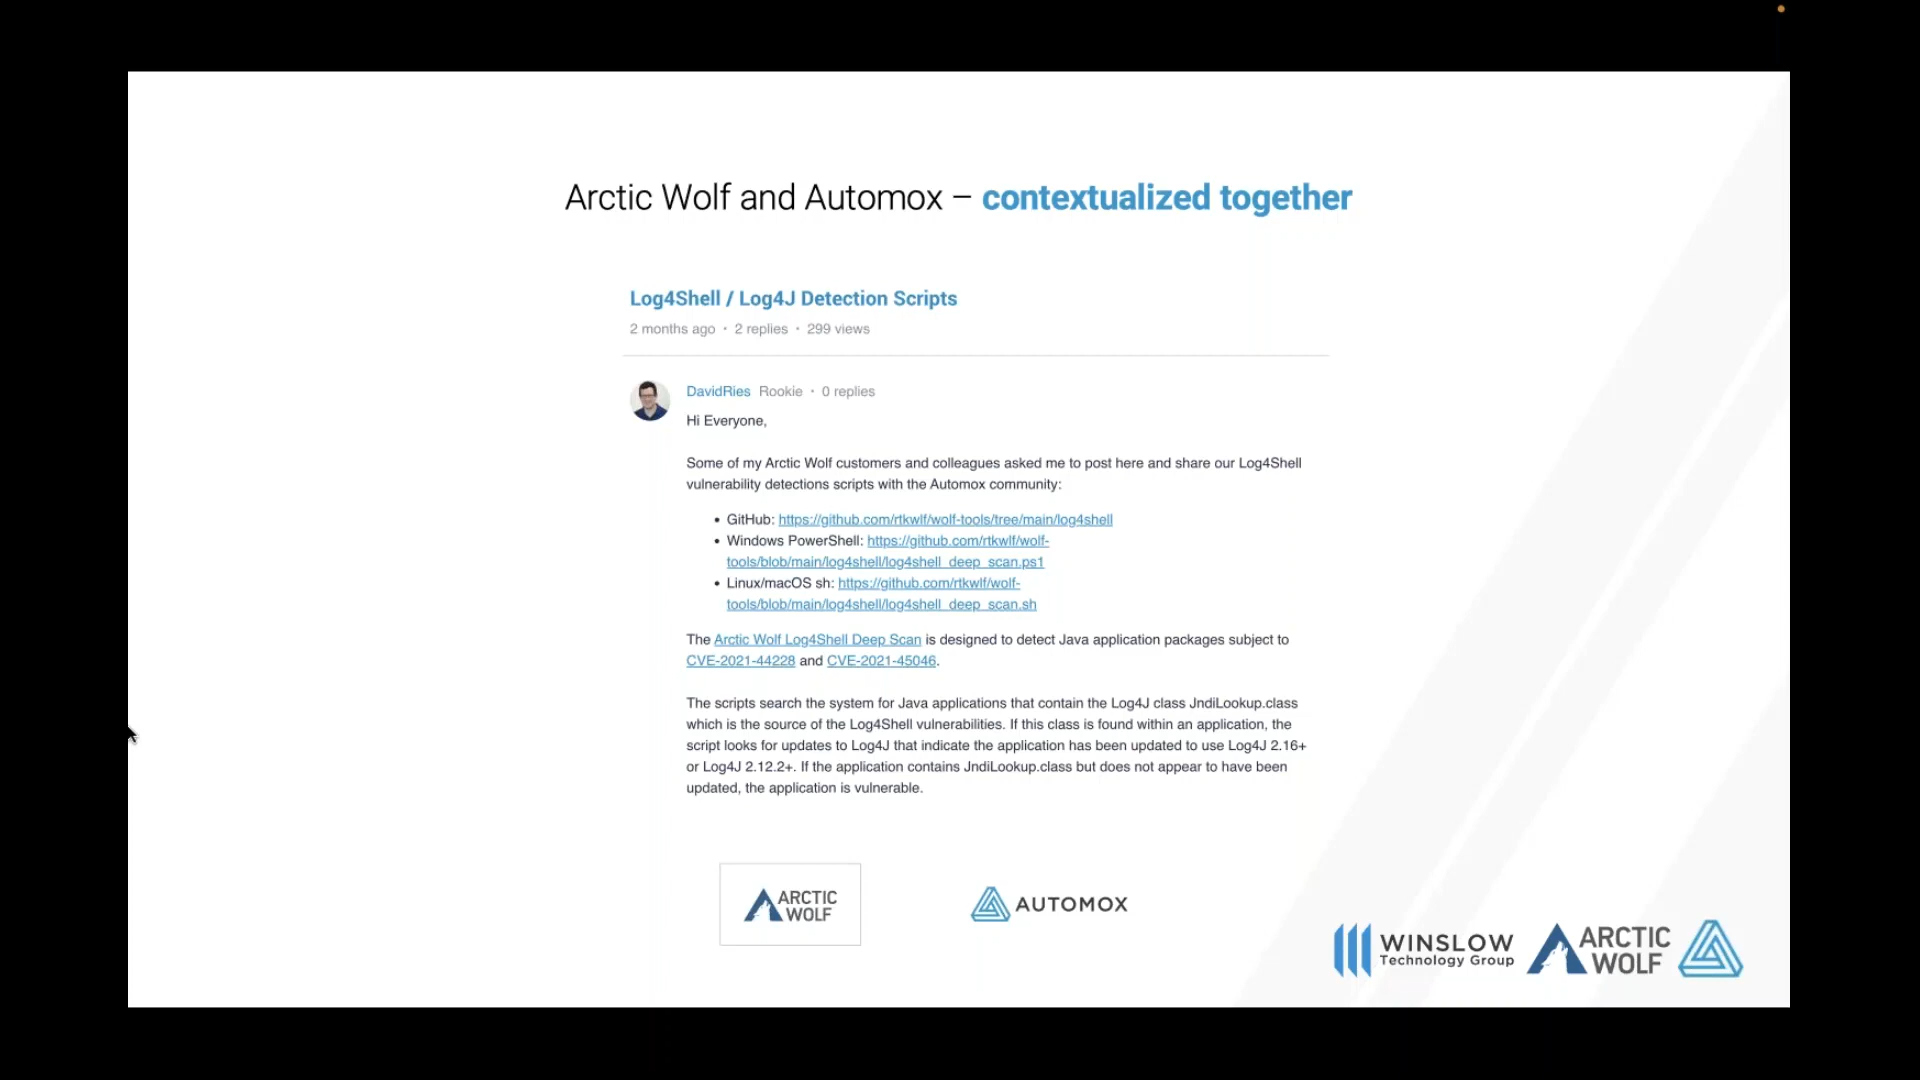 Arctic Wolf and Automox – contextualized together
Log4Shell / Log4J Detection Scripts
2 months ago · 2 replies · 299 views
DavidRies Rookie · 0 replies
Hi Everyone,
Some of my Arctic Wolf customers and colleagues asked me to post here and share our Log4Shell
vulnerability detections scripts with the Automox community:
• GitHub: https://github.com/rtkwlf/wolf-tools/tree/main/log4shell
• Windows PowerShell: https://github.com/rtkwlf/wolf-
tools/blob/main/log4shell/log4shell_deep_scan.ps1
• Linux/macOS sh: https://github.com/rtkwlf/wolf-
tools/blob/main/log4shell/log4shell_deep_scan.sh
The Arctic Wolf Log4Shell Deep Scan is designed to detect Java application packages subject to
CVE-2021-44228 and CVE-2021-45046.
The scripts search the system for Java applications that contain the Log4J class JndiLookup.class
which is the source of the Log4Shell vulnerabilities. If this class is found within an application, the
script looks for updates to Log4J that indicate the application has been updated to use Log4J 2.16+
or Log4J 2.12.2+. If the application contains JndiLookup.class but does not appear to have been
updated, the application is vulnerable.
ARCTIC
WOLF
AUTOMOX
WINSLOW
Technology Group
ARCTIC
WOLF